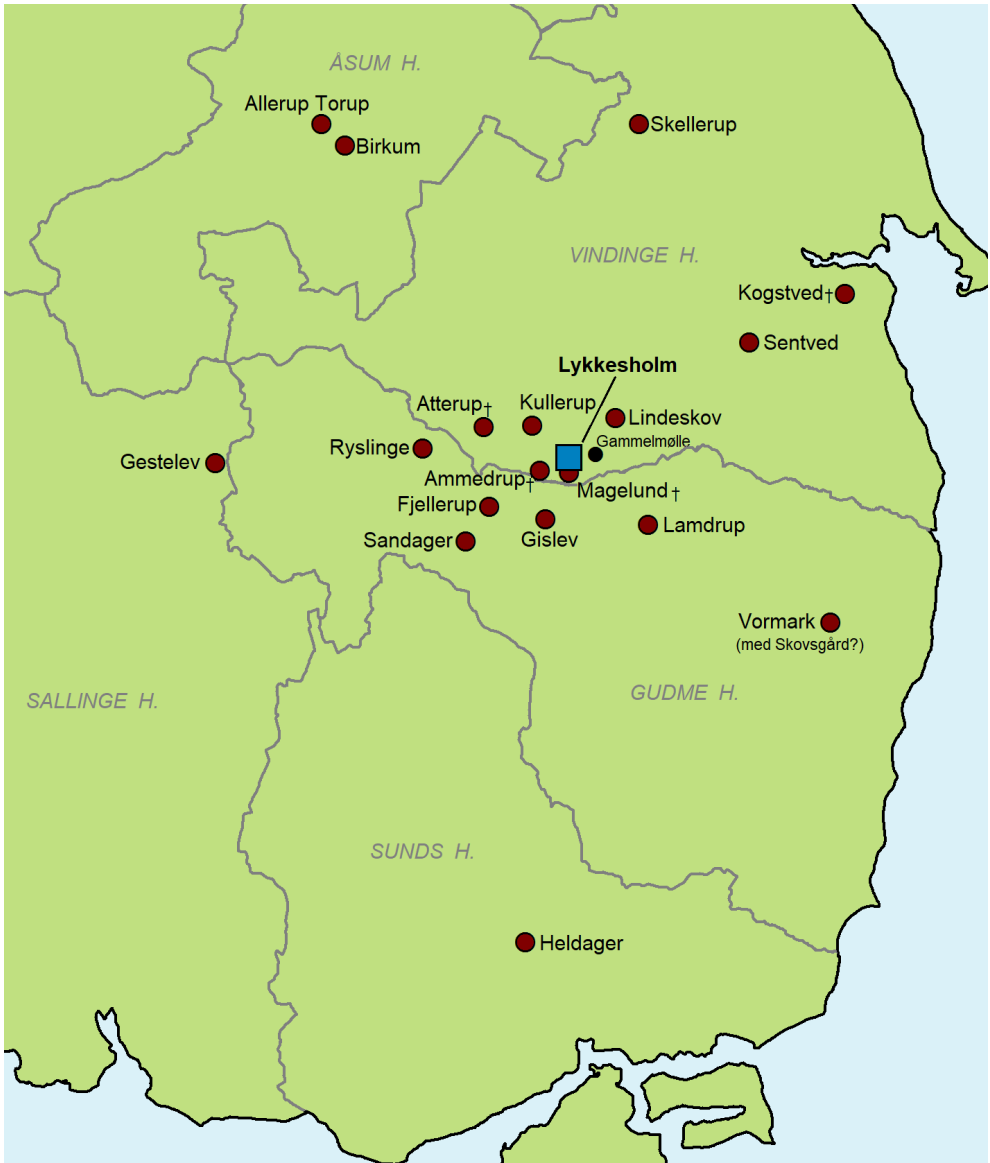 ÅSUM H.
Allerup Torup
Birkum
Skellerup
VINDINGE H.
Kogstved†
Sentved
Lykkesholm
Atterup†
Kullerup
Lindeskov
Gammelmølle
Ryslinge
Gestelev
Ammedrup†
Magelund †
Fjellerup
Lamdrup
Sandager
Gislev
Vormark
(med Skovsgård?)
SALLINGE H.
GUDME H.
SUNDS H.
Heldager